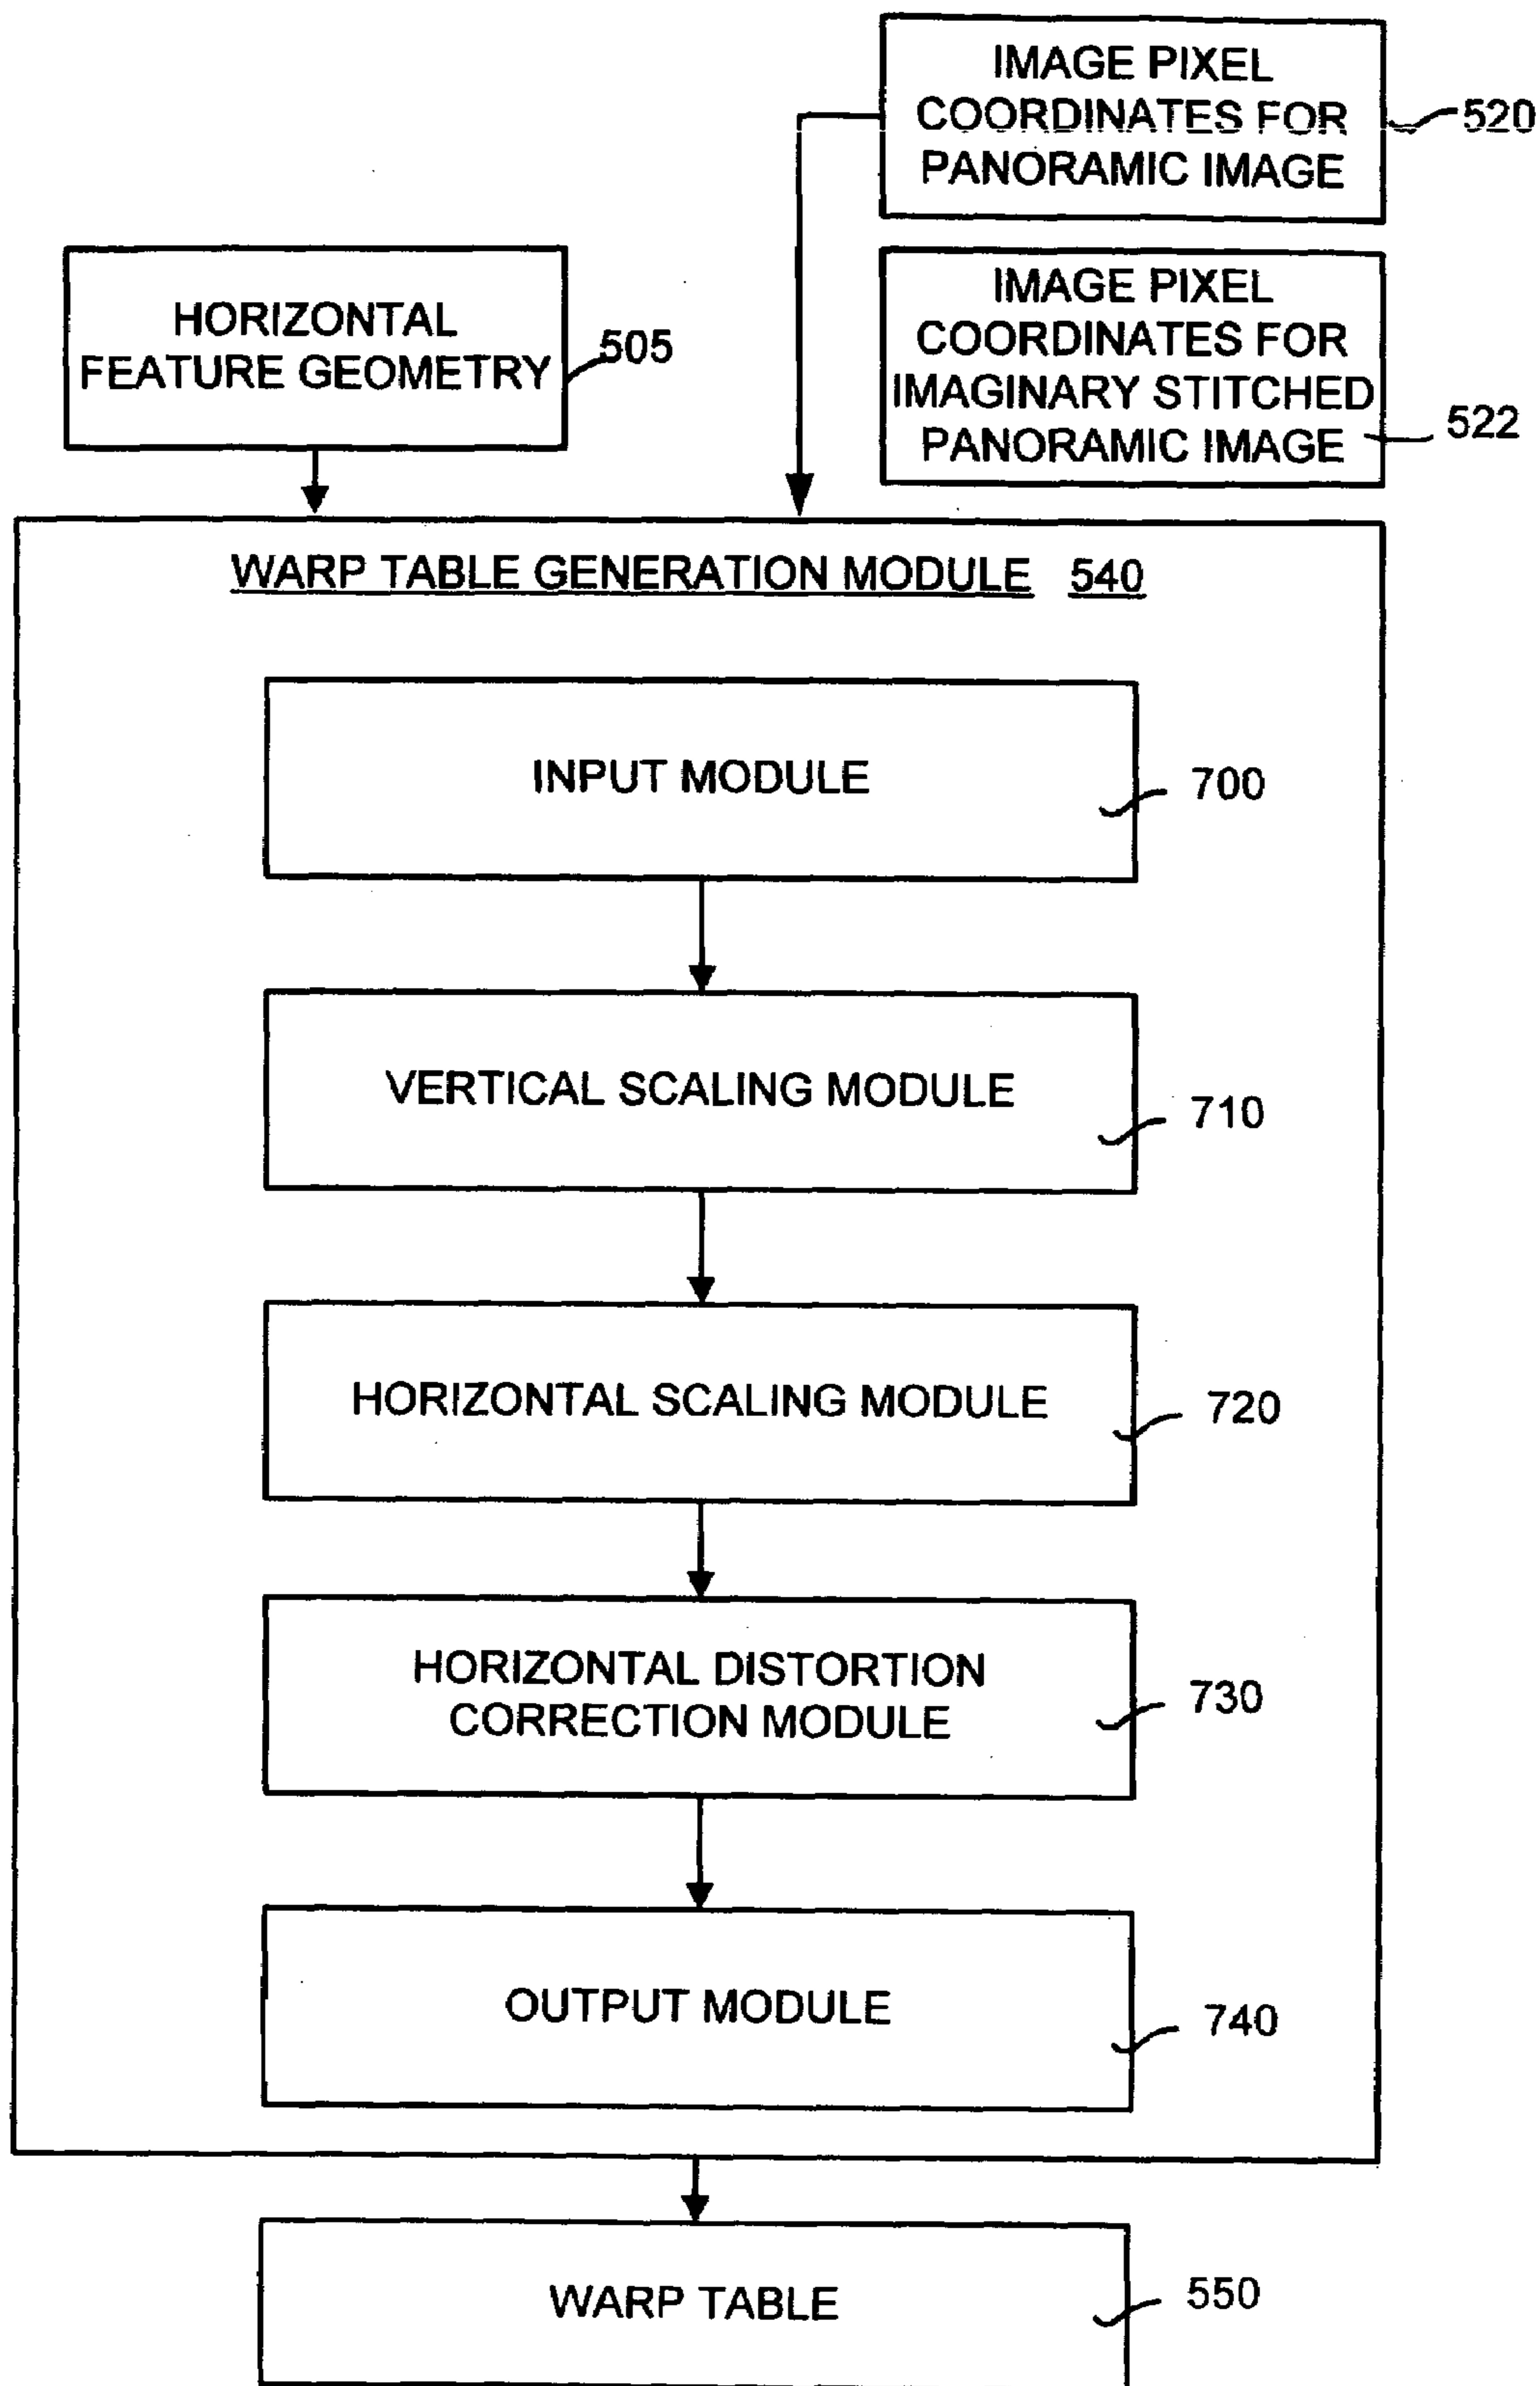 IMAGE PIXEL
COORDINATES FOR
PANORAMIC IMAGE
520
HORIZONTAL
FEATURE GEOMETRY
505
IMAGE PIXEL
COORDINATES FOR
IMAGINARY STITCHED
PANORAMIC IMAGE
522
WARP TABLE GENERATION MODULE 540
INPUT MODULE
700
VERTICAL SCALING MODULE
710
HORIZONTAL SCALING MODULE
720
HORIZONTAL DISTORTION
CORRECTION MODULE
730
OUTPUT MODULE
740
WARP TABLE
550